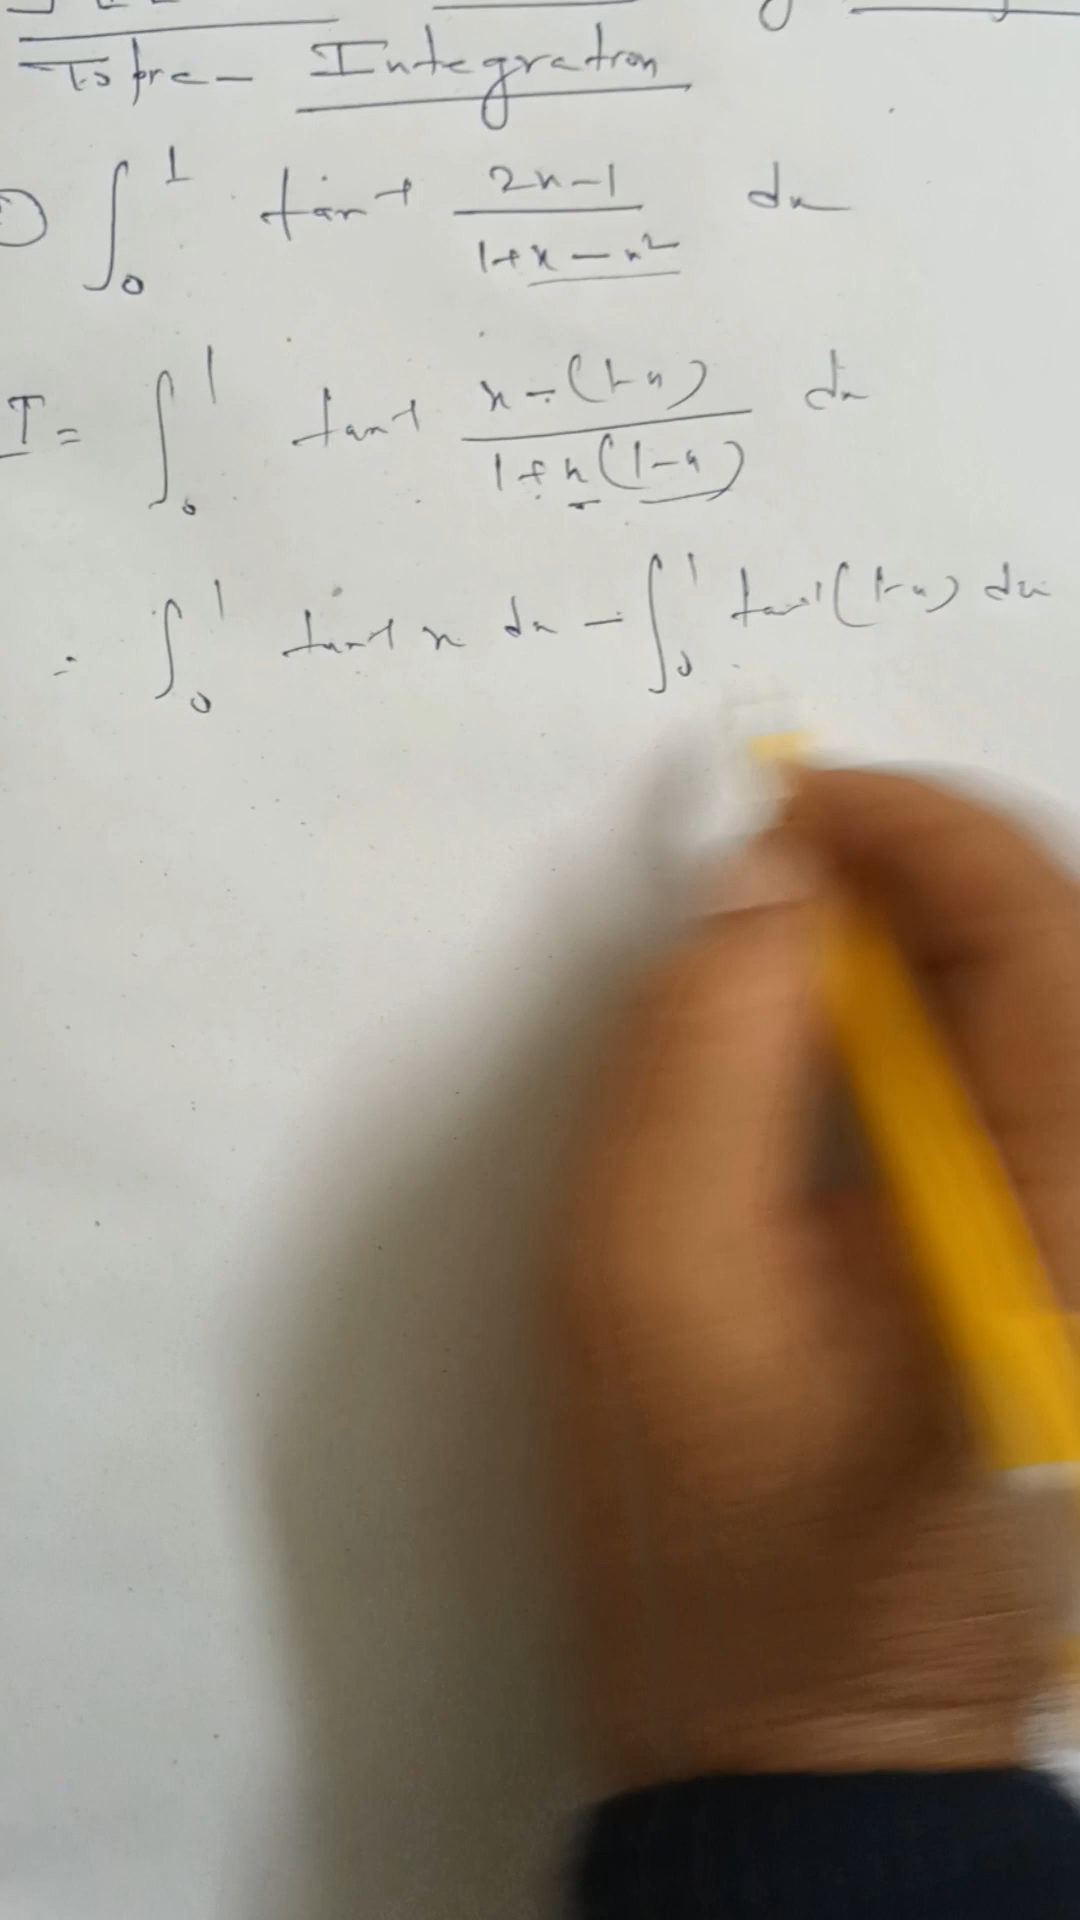 Topic - Integration
① ∫₀¹ tan⁻¹ (2x-1)/(1+x-x²) dx
I = ∫₀¹ tan⁻¹ (x-(1-x))/(1+x(1-x)) dx
= ∫₀¹ tan⁻¹ x dx - ∫₀¹ tan⁻¹(1-x) dx